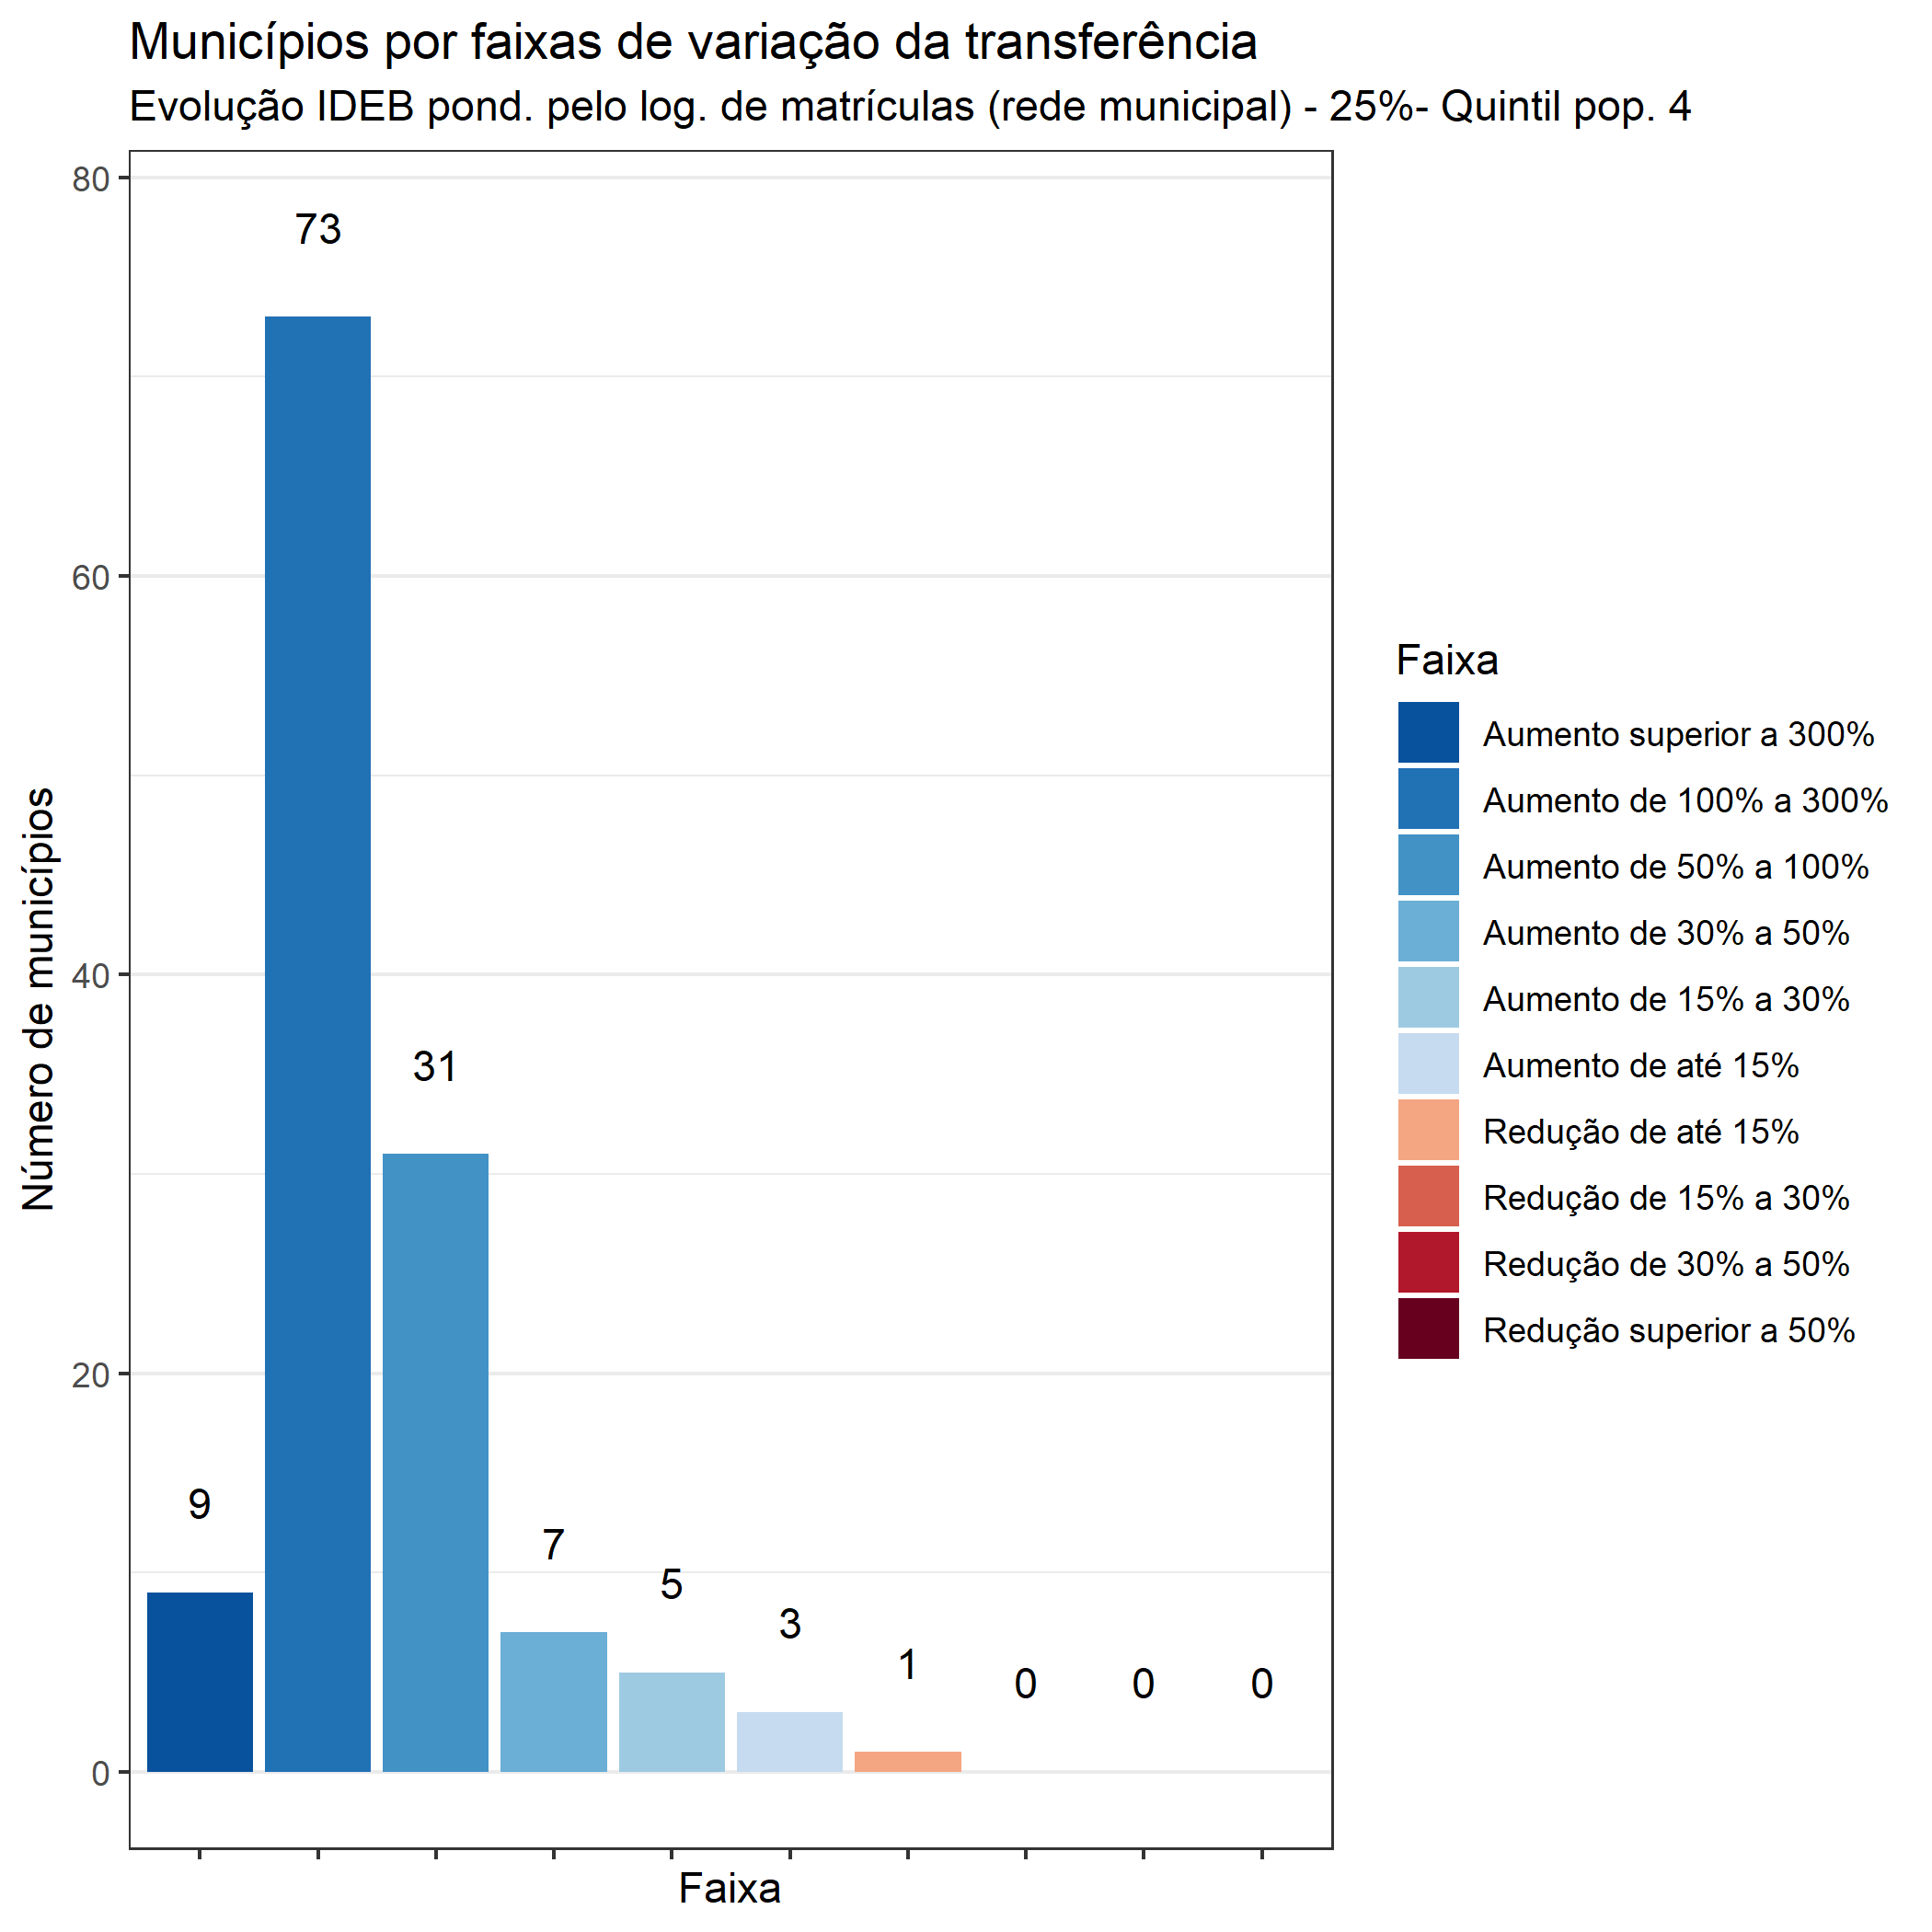 Municípios por faixas de variação da transferência
Evolução IDEB pond. pelo log. de matrículas (rede municipal) - 25%- Quintil pop. 4
Número de municípios
80
60
40
20
0
9
73
31
7
5
3
1
0
0
0
Faixa
Faixa
Aumento superior a 300%
Aumento de 100% a 300%
Aumento de 50% a 100%
Aumento de 30% a 50%
Aumento de 15% a 30%
Aumento de até 15%
Redução de até 15%
Redução de 15% a 30%
Redução de 30% a 50%
Redução superior a 50%